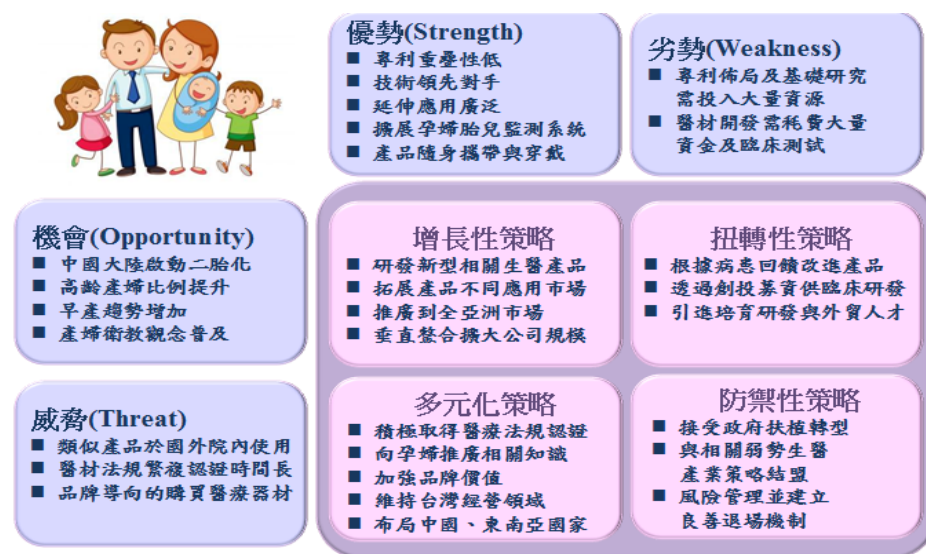 優勢(Strength)
■ 專利重疊性低
■ 技術領先對手
■ 延伸應用廣泛
■ 擴展孕婦胎兒監測系統
■ 產品隨身攜帶與穿戴
劣勢(Weakness)
■ 專利佈局及基礎研究
需投入大量資源
■ 醫材開發需耗費大量
資金及臨床測試
機會(Opportunity)
■ 中國大陸啟動二胎化
■ 高齡產婦比例提升
■ 早產趨勢增加
■ 產婦衛教觀念普及
增長性策略
■ 研發新型相關生醫產品
■ 拓展產品不同應用市場
■ 推廣到全亞洲市場
■ 垂直整合擴大公司規模
扭轉性策略
■ 根據病患回饋改進產品
■ 透過創投募資供臨床研發
■ 引進培育研發與外貿人才
威脅(Threat)
■ 類似產品於國外院內使用
■ 醫材法規繁複認證時間長
■ 品牌導向的購買醫療器材
多元化策略
■ 積極取得醫療法規認證
■ 向孕婦推廣相關知識
■ 加強品牌價值
■ 維持台灣經營領域
■ 布局中國、東南亞國家
防禦性策略
■ 接受政府扶植轉型
■ 與相關弱勢生醫
產業策略結盟
■ 風險管理並建立
良善退場機制